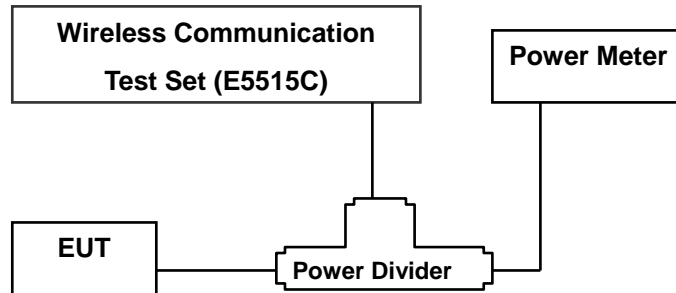 Wireless Communication
Test Set (E5515C)
Power Meter
EUT
Power Divider